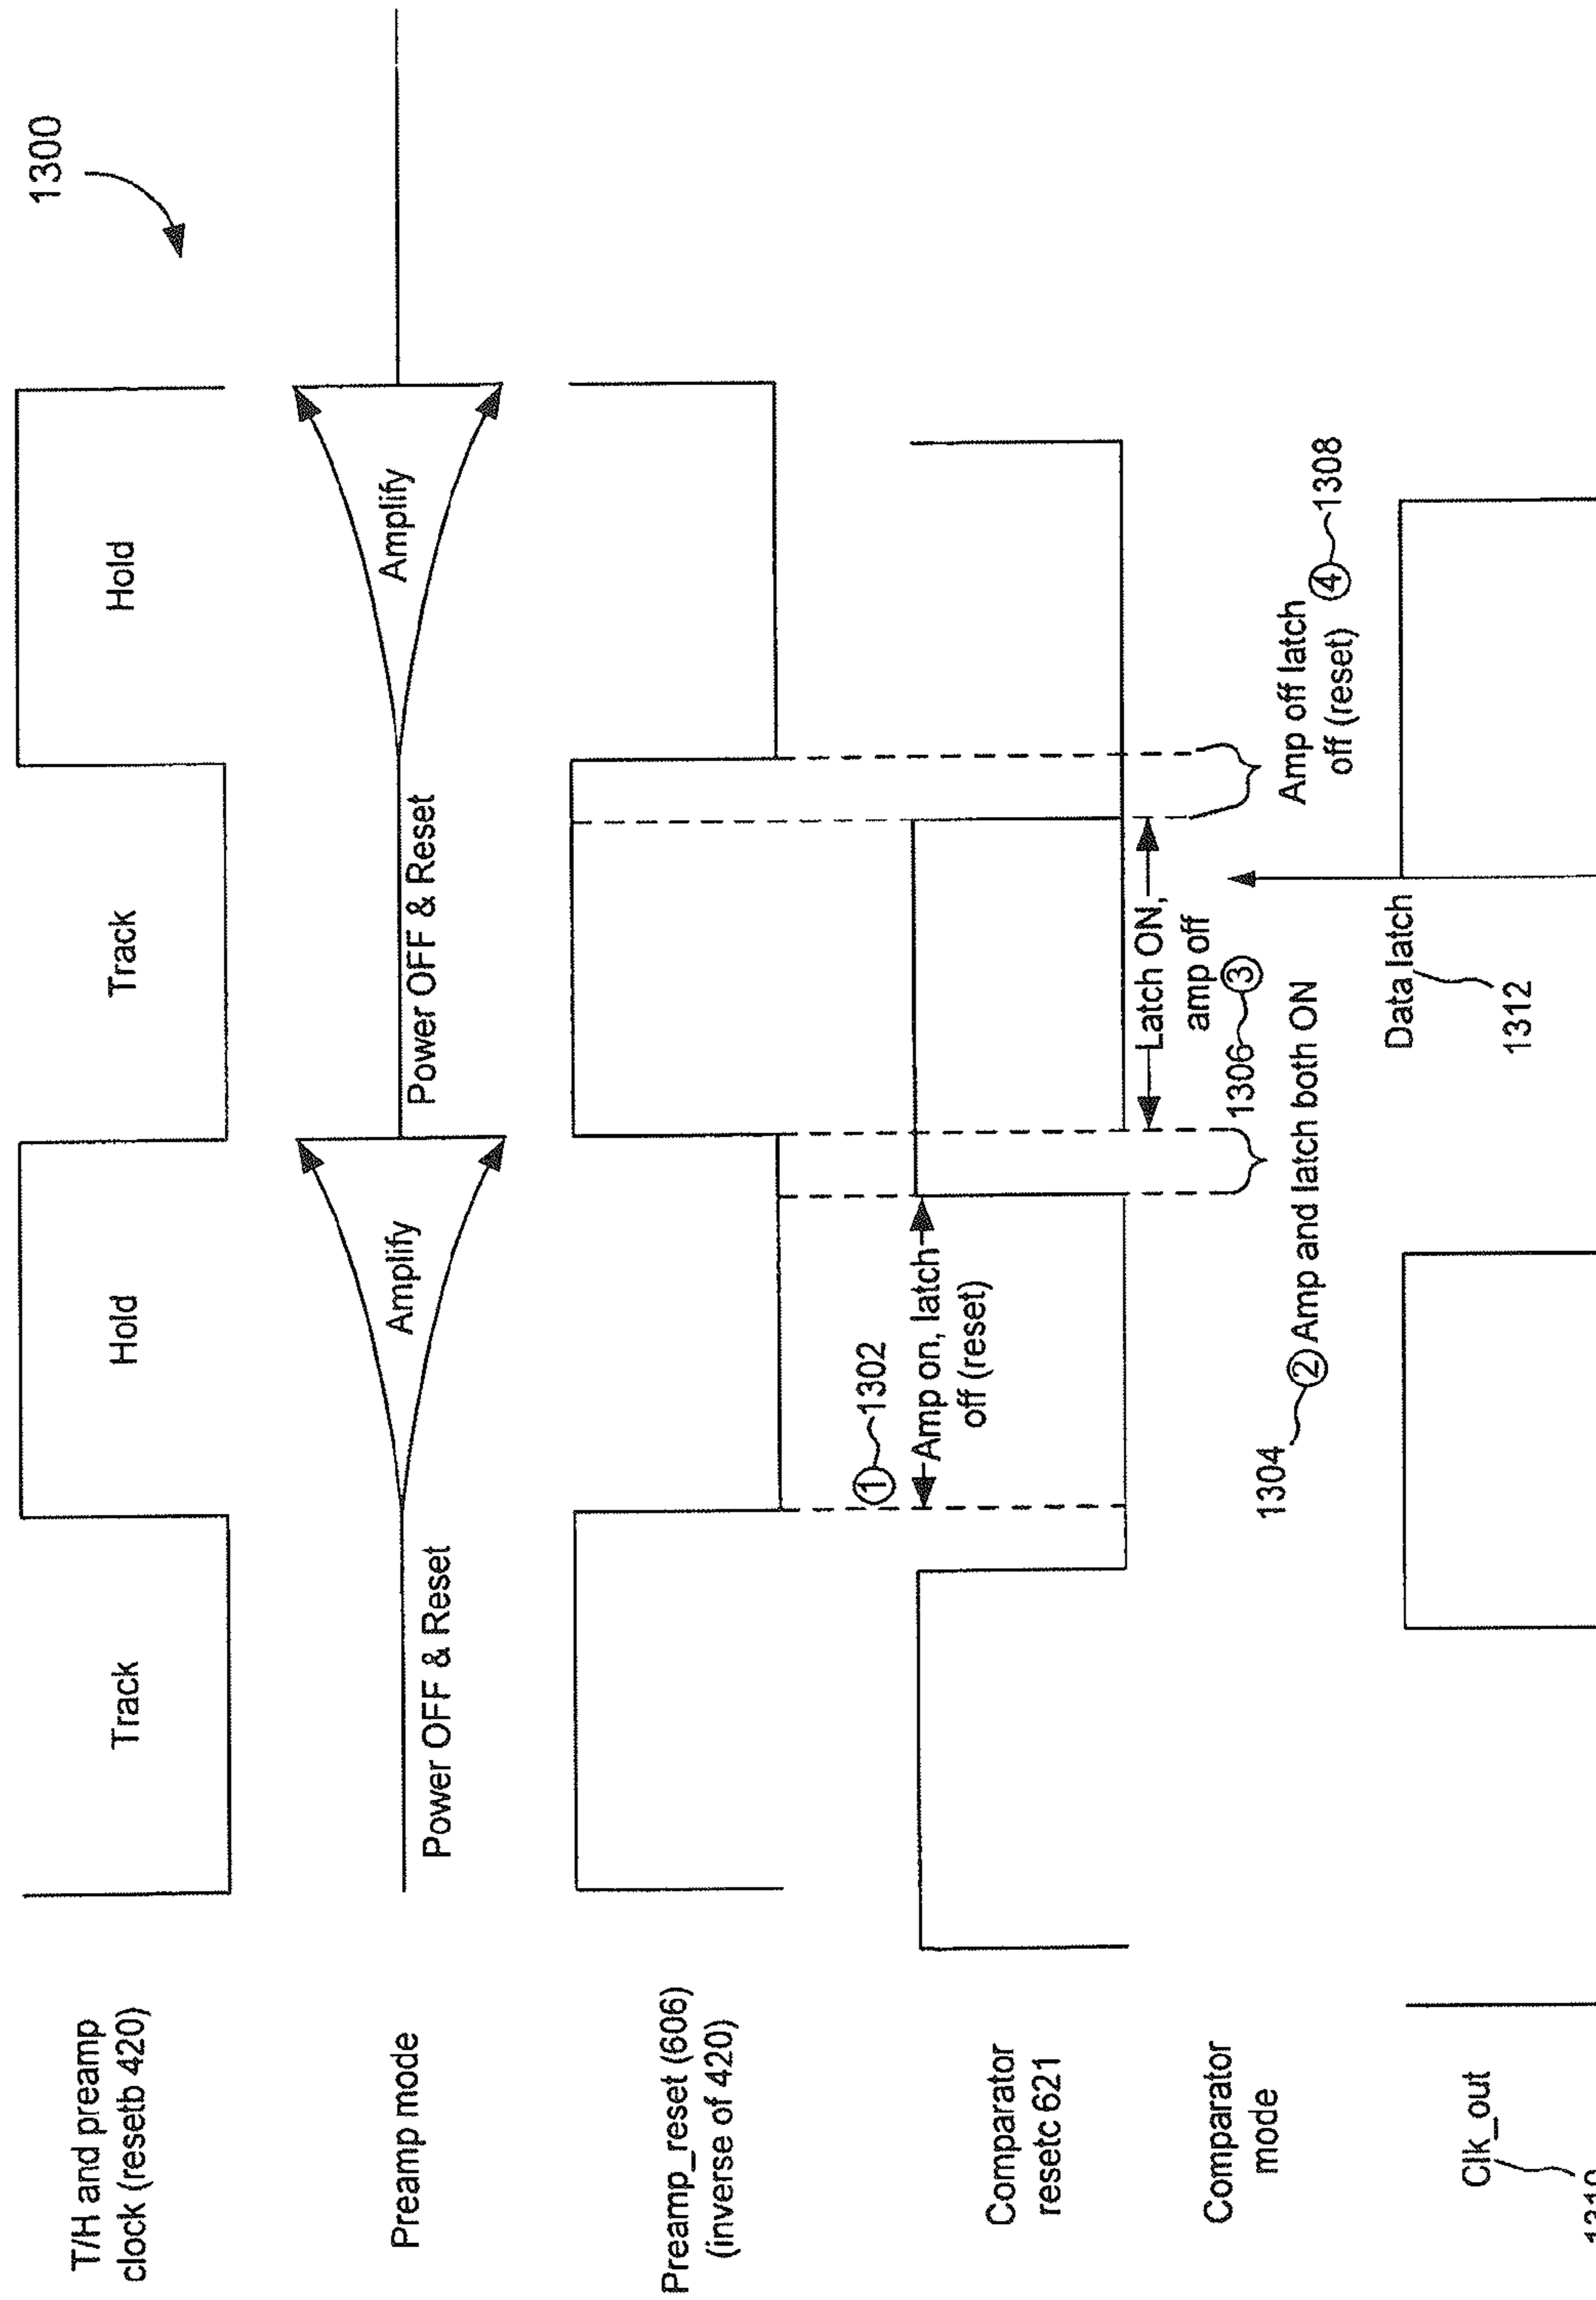 1300
T/H and preamp
clock (resetb 420)
Track
Hold
Track
Hold
Preamp mode
Power OFF & Reset
Amplify
Power OFF & Reset
Amplify
Preamp_reset (606)
(inverse of 420)
1 1302
Amp on, latch
off (reset)
Comparator
resetc 621
Latch ON,
amp off
1306 3
Comparator
mode
1304 2 Amp and latch both ON
Amp off latch
off (reset) 4 1308
Data latch
1312
Clk_out